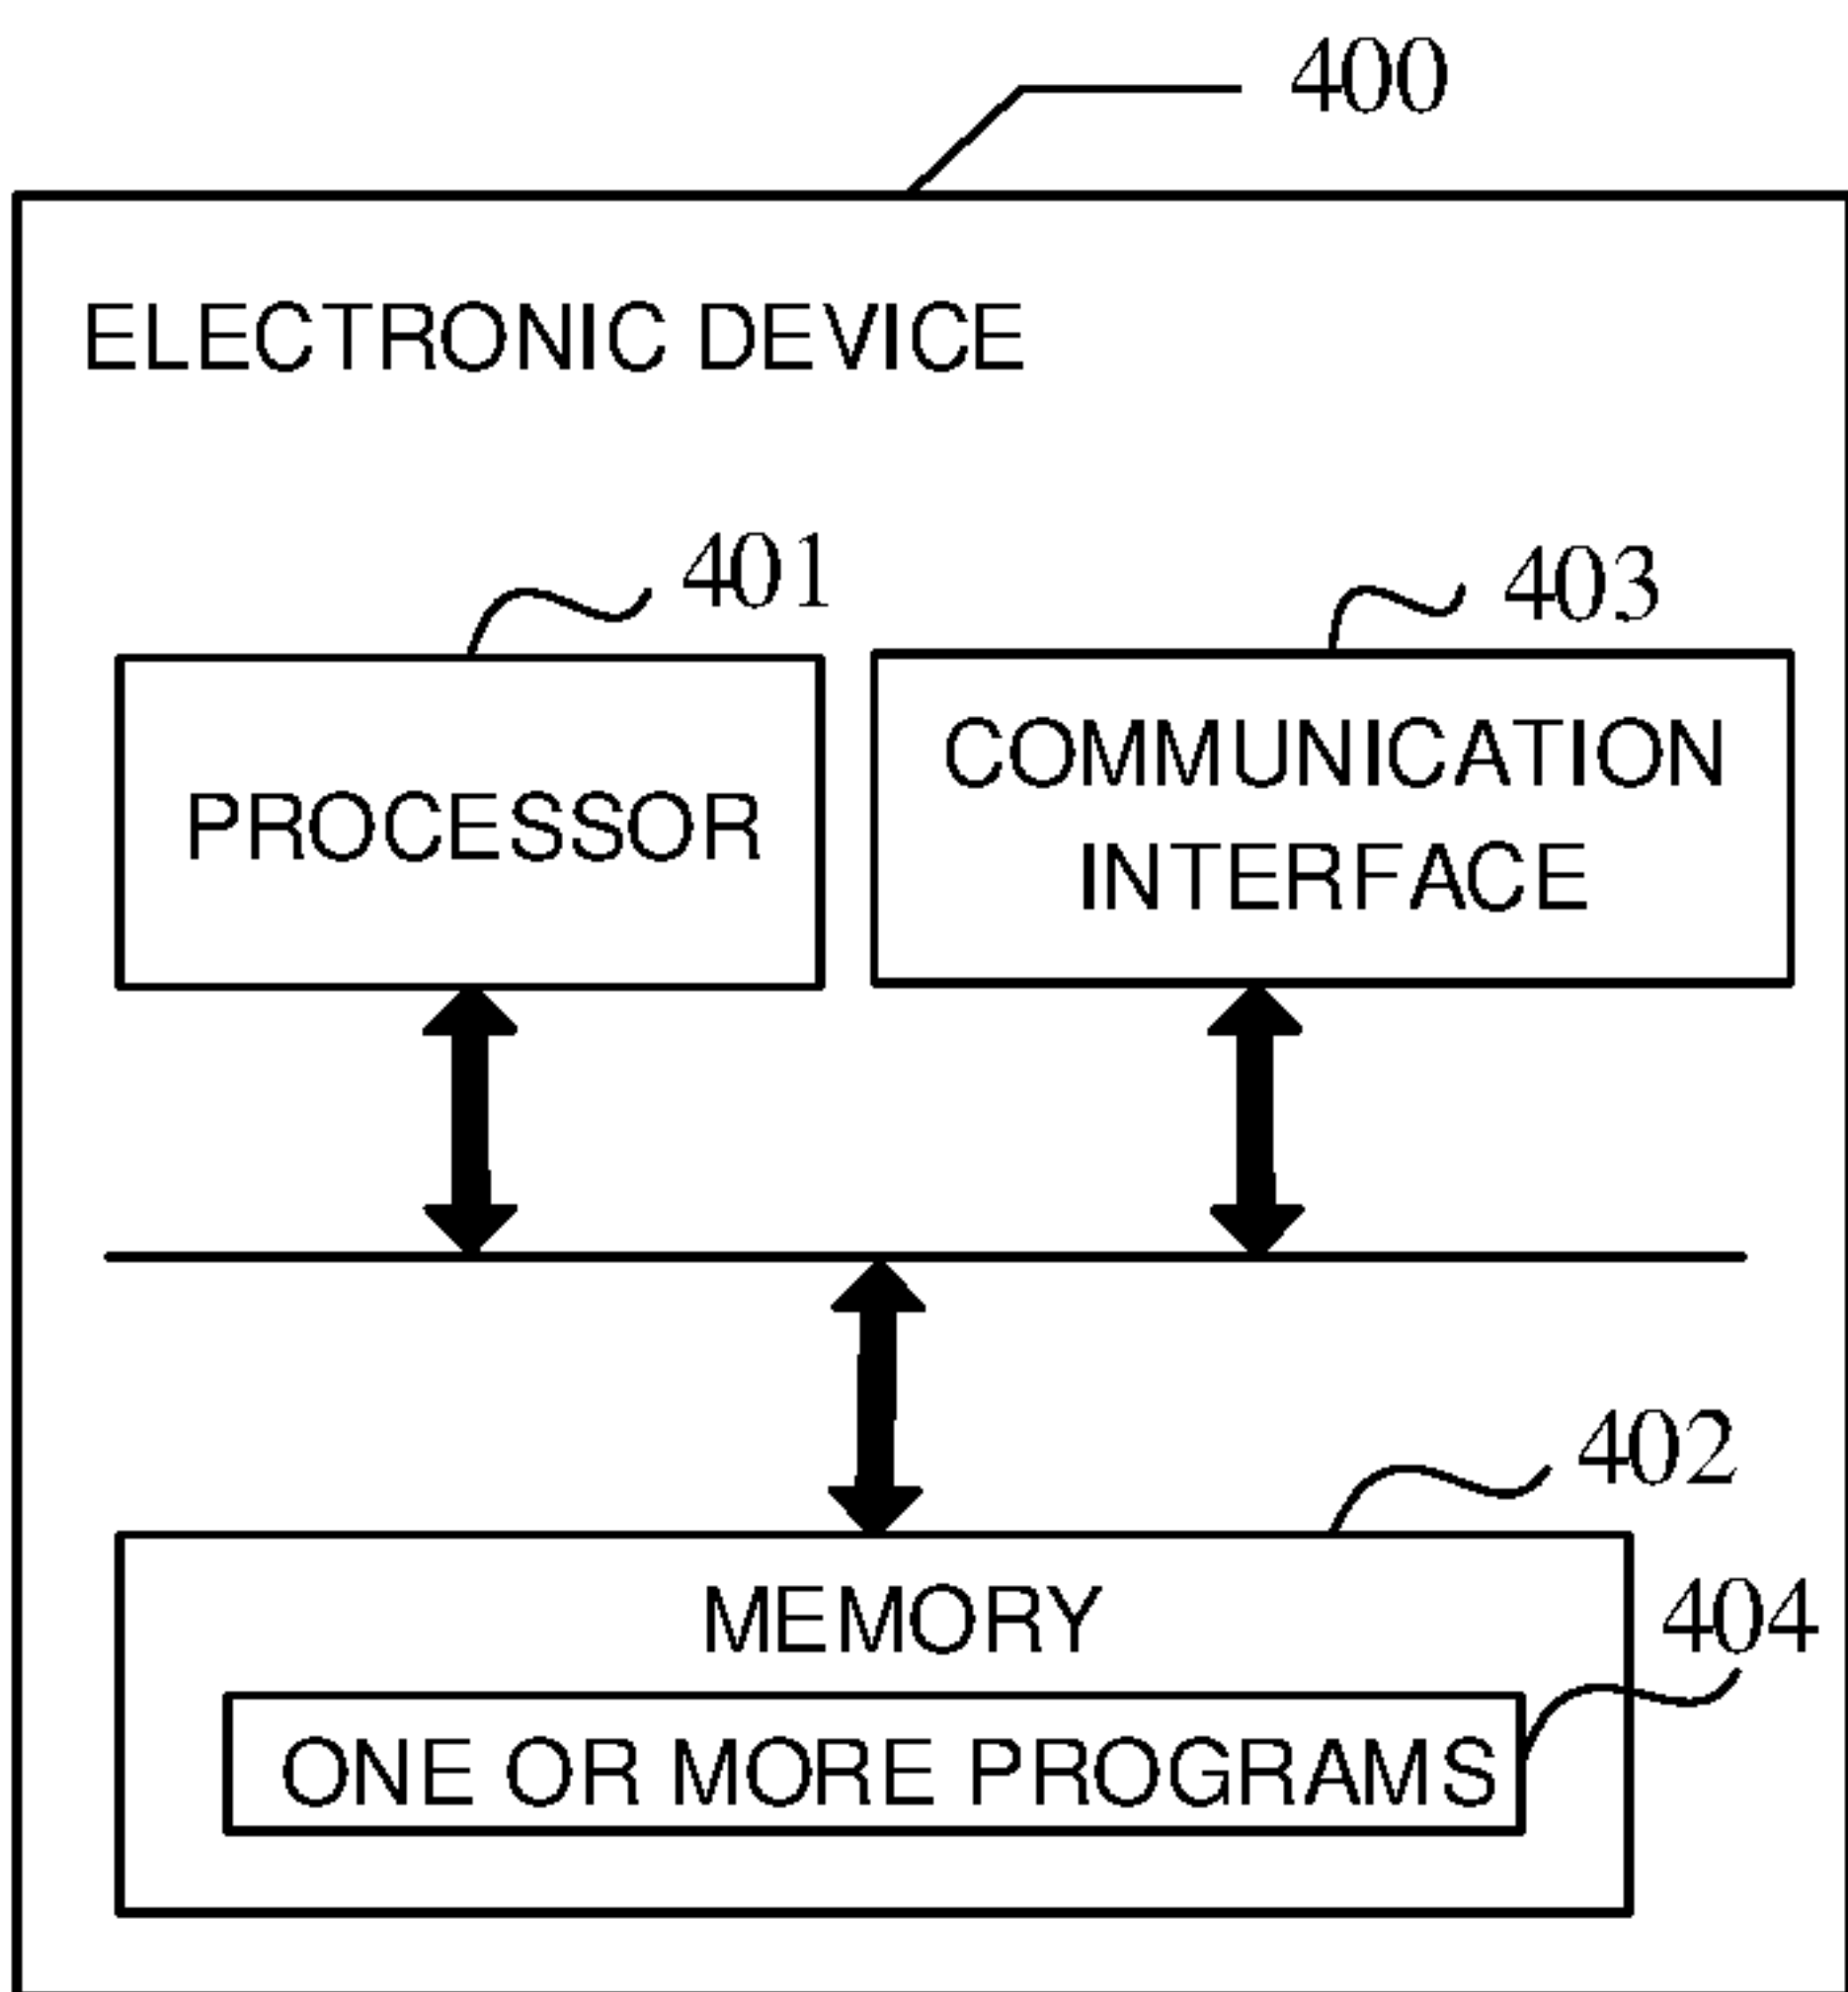 400
ELECTRONIC DEVICE
401
403
PROCESSOR
COMMUNICATION
INTERFACE
402
MEMORY
404
ONE OR MORE PROGRAMS